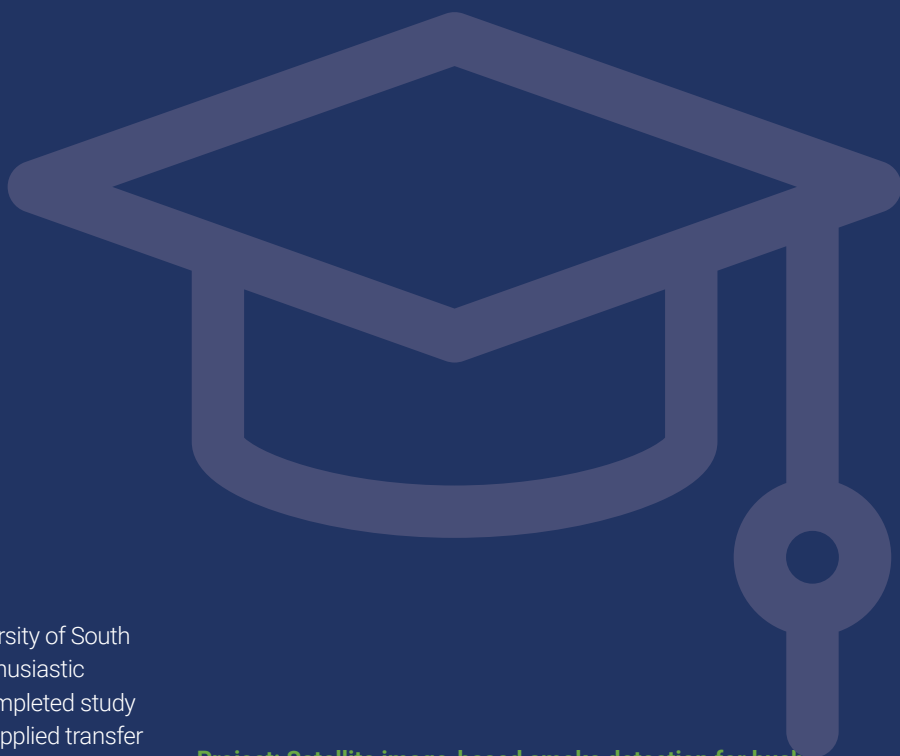 rsity of South
husiastic
mpleted study
pplied transfer
Project: Satellite image-based smoke detection for bush